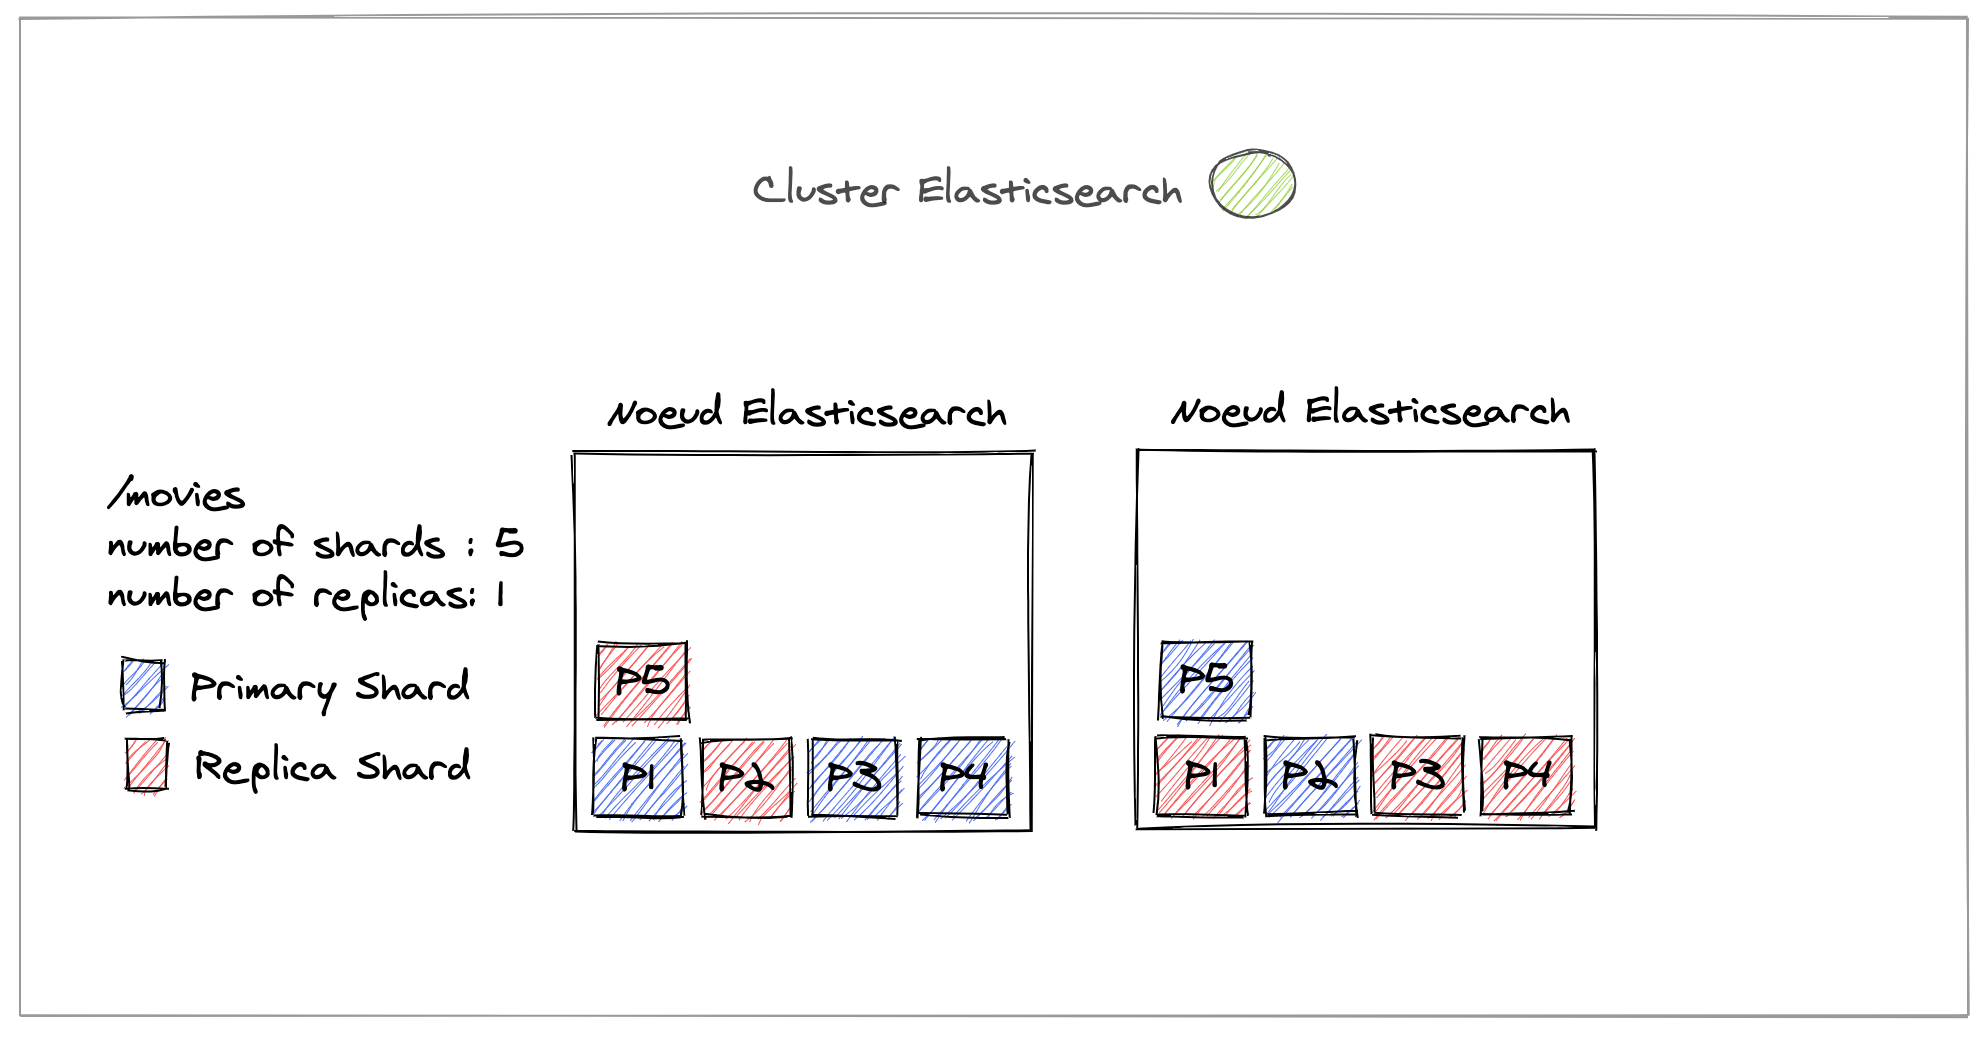 Cluster Elasticsearch
Noeud Elasticsearch
Noeud Elasticsearch
/movies
number of shards : 5
number of replicas: 1
Primary Shard
Replica Shard
P5
P1 P2 P3 P4
P5
P1 P2 P3 P4